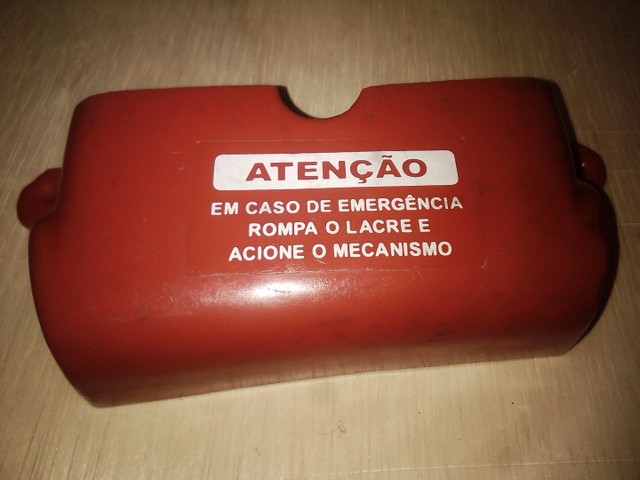 ATENÇÃO
EM CASO DE EMERGÊNCIA
ROMPA O LACRE E
ACIONE O MECANISMO